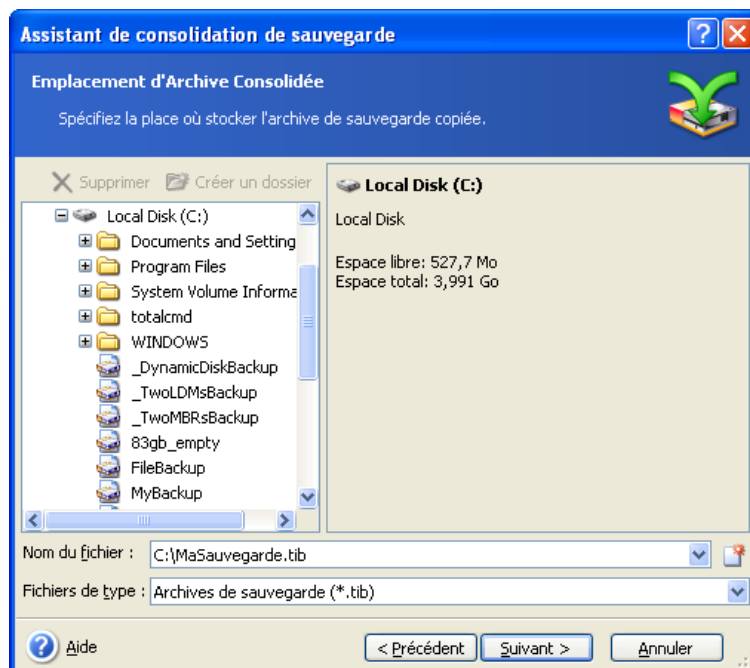 Assistant de consolidation de sauvegarde
Emplacement d'Archive Consolidée
Spécifiez la place où stocker l'archive de sauvegarde copiée.
Supprimer Créer un dossier
Local Disk (C:)
Documents and Setting
Program Files
System Volume Informa
totalcmd
WINDOWS
_DynamicDiskBackup
_TwoLDMsBackup
_TwoMBRsBackup
83gb_empty
FileBackup
MyBackup
Local Disk (C:)
Local Disk
Espace libre: 527,7 Mo
Espace total: 3,991 Go
Nom du fichier : C:\MaSauvegarde.tib
Fichiers de type : Archives de sauvegarde (*.tib)
Aide < Précédent Suivant > Annuler